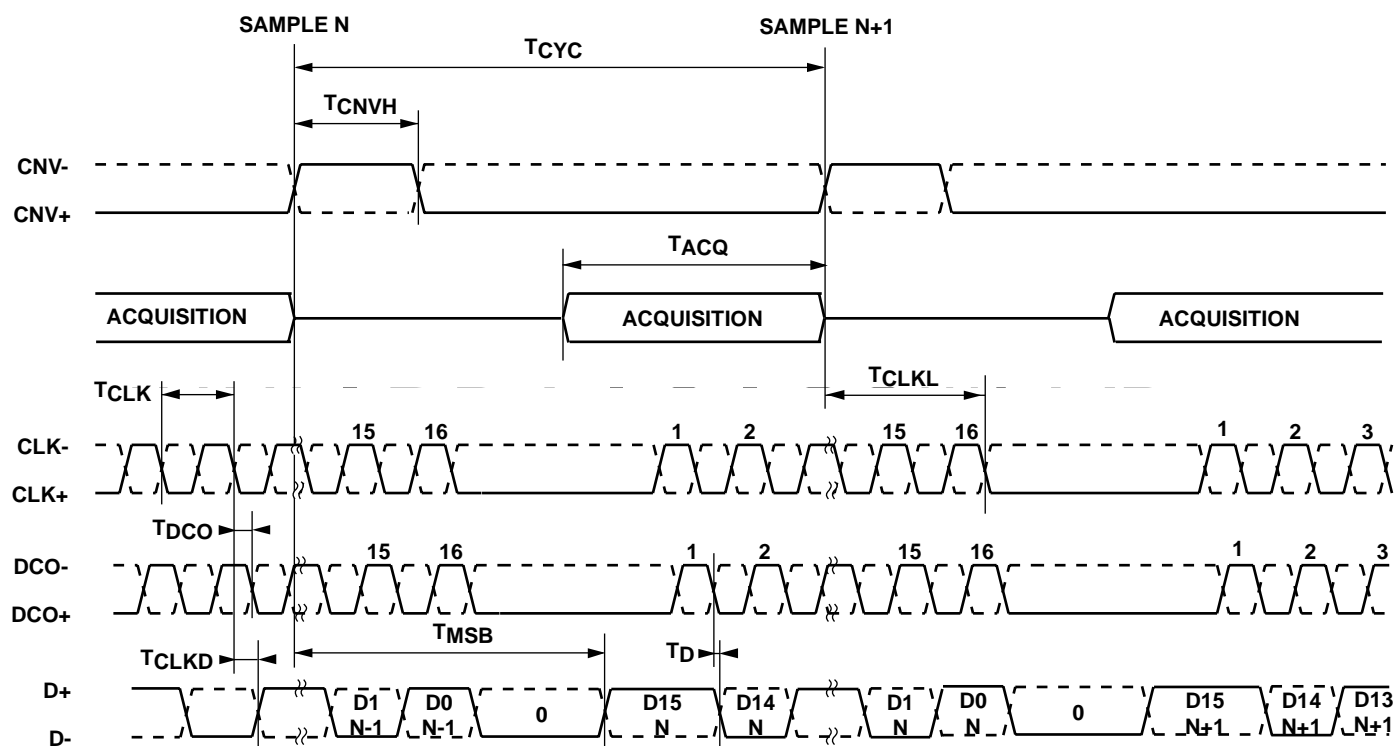 SAMPLE N
SAMPLE N+1
TCYC
TCNVH
CNV-
CNV+
TACQ
ACQUISITION
ACQUISITION
ACQUISITION
TCLK
TCLKL
15 16 1 2 15 16 1 2 3
CLK-
CLK+
TDCO
15 16 1 2 15 16 1 2 3
DCO-
DCO+
TMSB
TCLKD
TD
D+
D-
D1
N-1
D0
N-1
0
D15
N
D14
N
D1
N
D0
N
0
D15
N+1
D14
N+1
D13
N+1